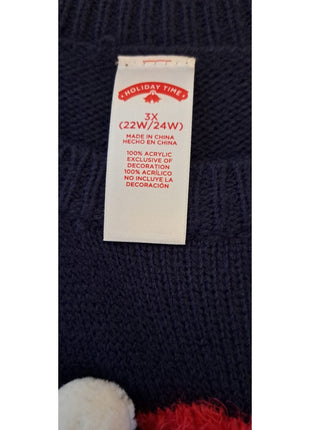 HOLIDAY TIME
3X
(22W/24W)
MADE IN CHINA
HECHO EN CHINA
100% ACRYLIC
EXCLUSIVE OF
DECORATION
100% ACRÍLICO
NO INCLUYE LA
DECORACIÓN